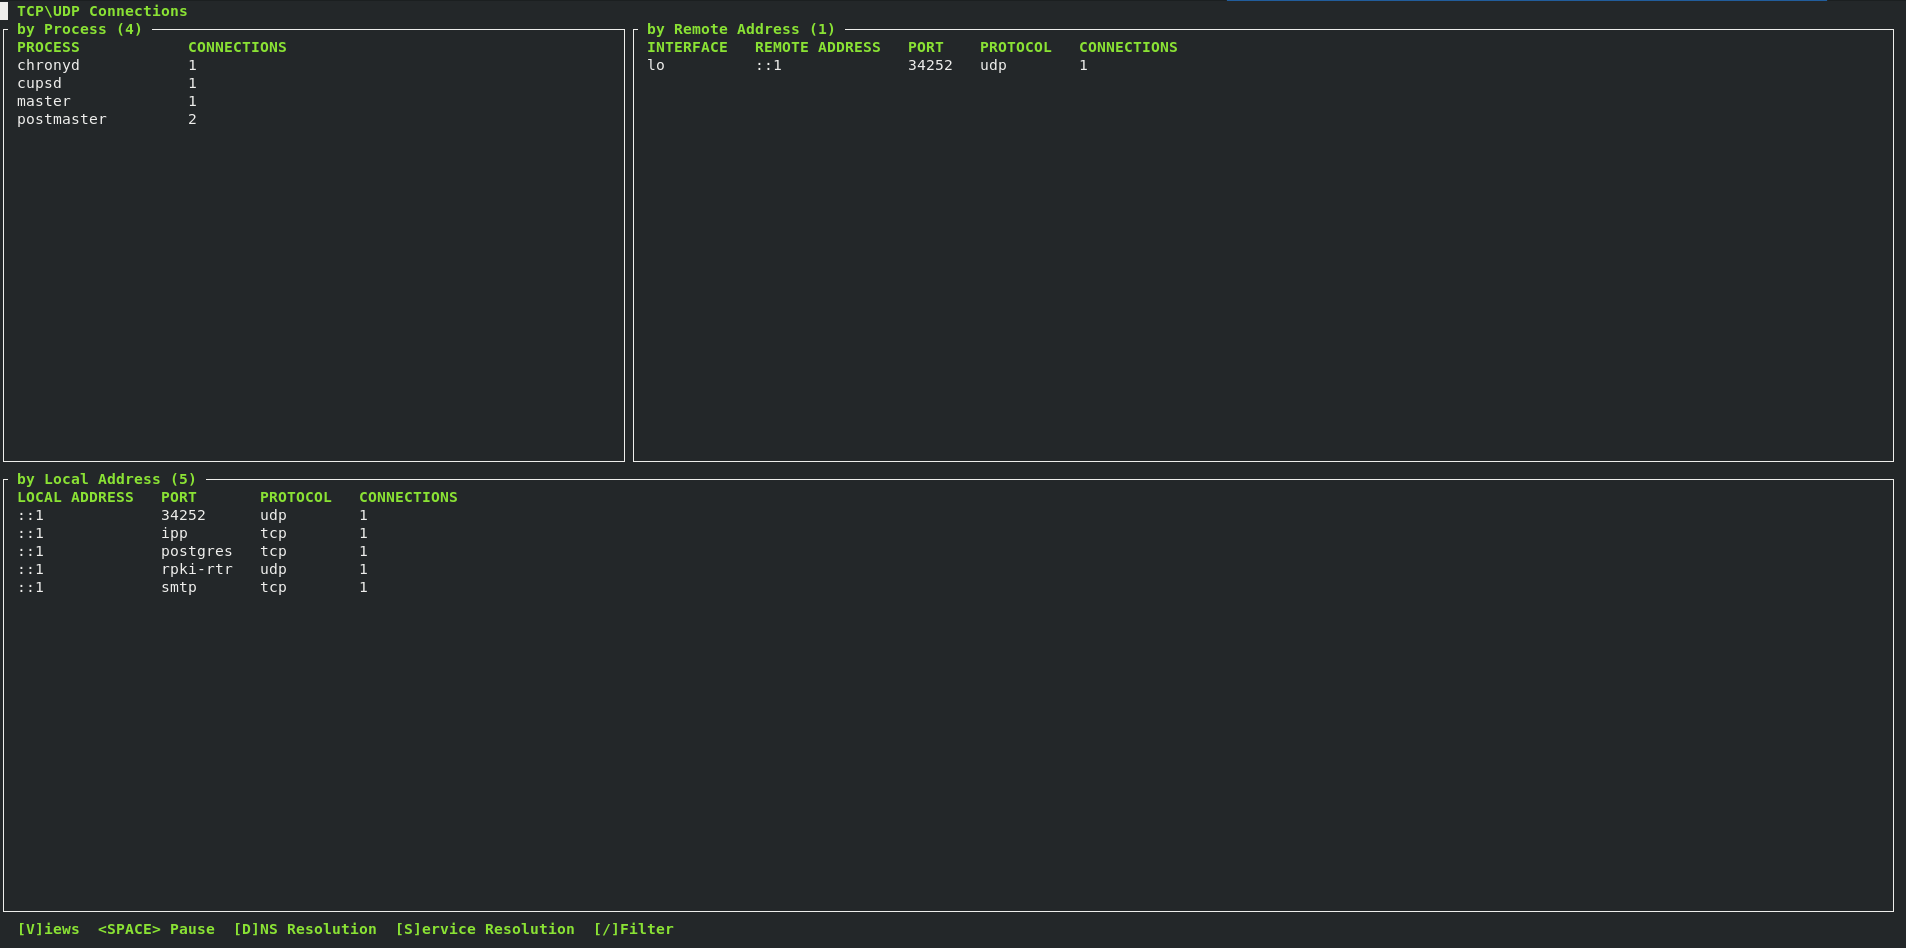 TCP\UDP Connections
by Process (4)
PROCESS CONNECTIONS
chronyd 1
cupsd 1
master 1
postmaster 2
by Remote Address (1)
INTERFACE REMOTE ADDRESS PORT PROTOCOL CONNECTIONS
lo ::1 34252 udp 1
by Local Address (5)
LOCAL ADDRESS PORT PROTOCOL CONNECTIONS
::1 34252 udp 1
::1 ipp tcp 1
::1 postgres tcp 1
::1 rpki-rtr udp 1
::1 smtp tcp 1
[V]iews <SPACE> Pause [D]NS Resolution [S]ervice Resolution [/]Filter